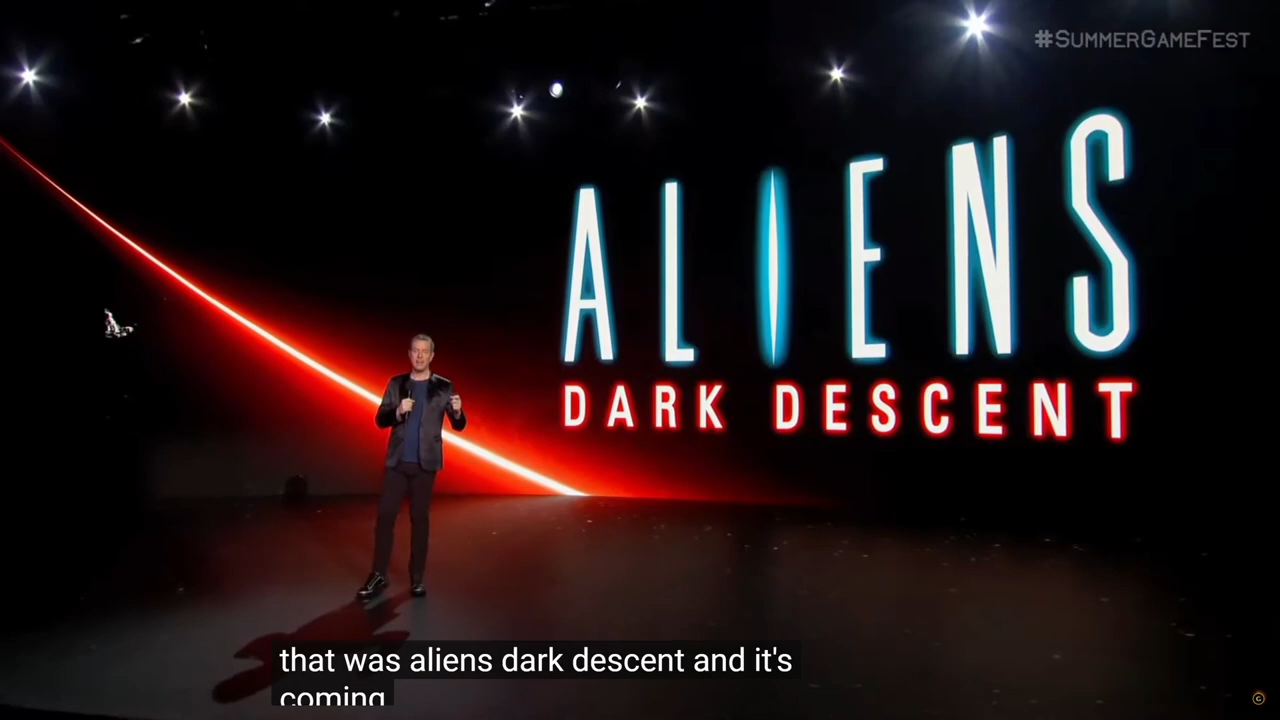 #SUMMERGAMEFEST
ALIENS
DARK DESCENT
that was aliens dark descent and it's
coming